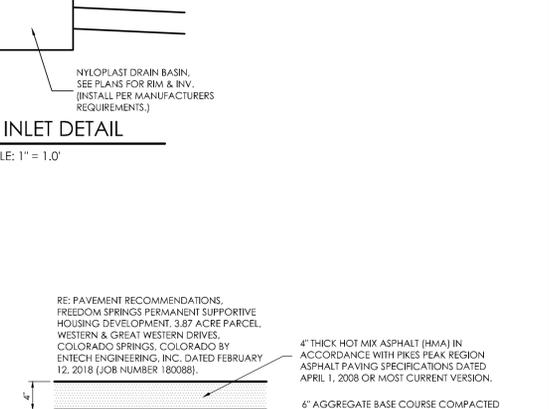 NYLOPLAST DRAIN BASIN,
SEE PLANS FOR RIM & INV.
(INSTALL PER MANUFACTURERS
REQUIREMENTS.)
INLET DETAIL
LE: 1" = 1.0'
RE: PAVEMENT RECOMMENDATIONS,
FREEDOM SPRINGS PERMANENT SUPPORTIVE
HOUSING DEVELOPMENT, 3.87 ACRE PARCEL,
WESTERN & GREAT WESTERN DRIVES,
COLORADO SPRINGS, COLORADO BY
ENTECH ENGINEERING, INC. DATED FEBRUARY
12, 2018 (JOB NUMBER 180088).
4" THICK HOT MIX ASPHALT (HMA) IN
ACCORDANCE WITH PIKES PEAK REGION
ASPHALT PAVING SPECIFICATIONS DATED
APRIL 1, 2008 OR MOST CURRENT VERSION.
4"
6" AGGREGATE BASE COURSE COMPACTED